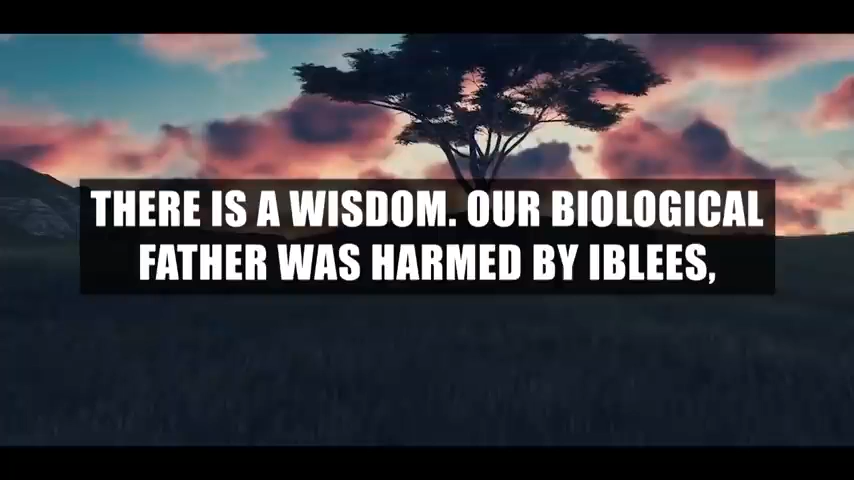 THERE IS A WISDOM. OUR BIOLOGICAL
FATHER WAS HARMED BY IBLEES,